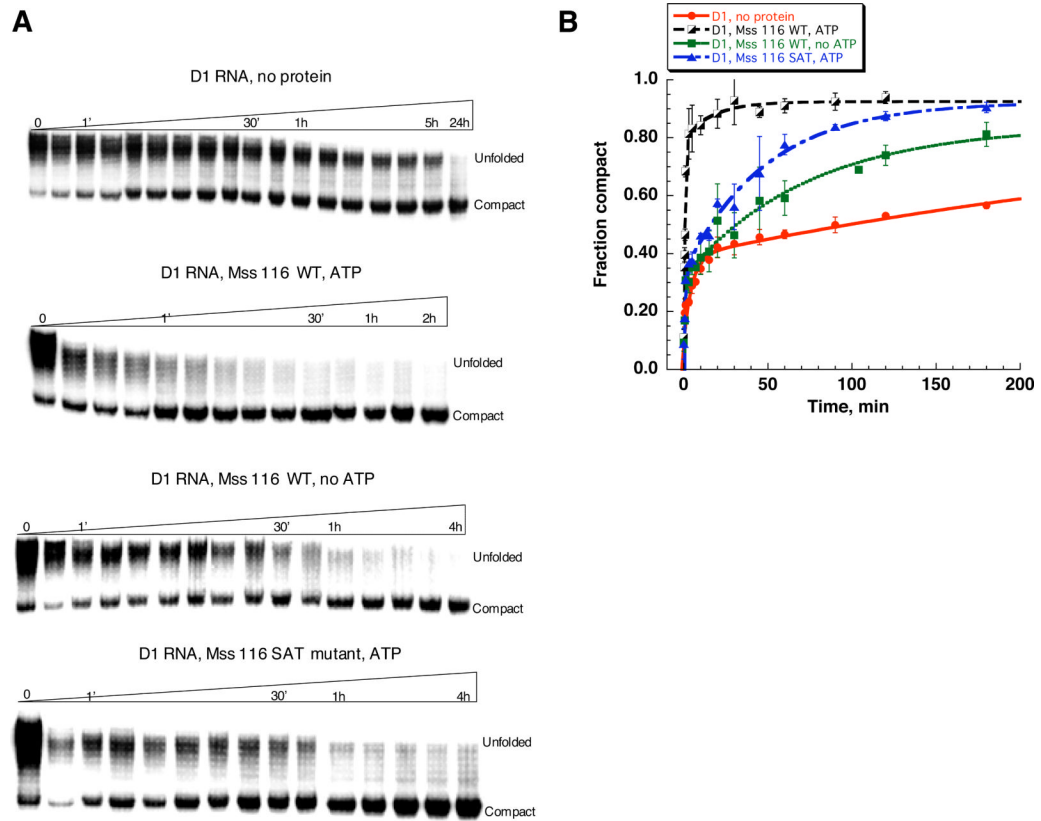 A
D1 RNA, no protein
0 1' 30' 1h 5h 24h
Unfolded
Compact
D1 RNA, Mss 116 WT, ATP
0 1' 30' 1h 2h
Unfolded
Compact
D1 RNA, Mss 116 WT, no ATP
0 1' 30' 1h 4h
Unfolded
Compact
D1 RNA, Mss 116 SAT mutant, ATP
0 1' 30' 1h 4h
Unfolded
Compact
B
D1, no protein
D1, Mss 116 WT, ATP
D1, Mss 116 WT, no ATP
D1, Mss 116 SAT, ATP
Fraction compact
1.0
0.80
0.60
0.40
0.20
0.0
0 50 100 150 200
Time, min